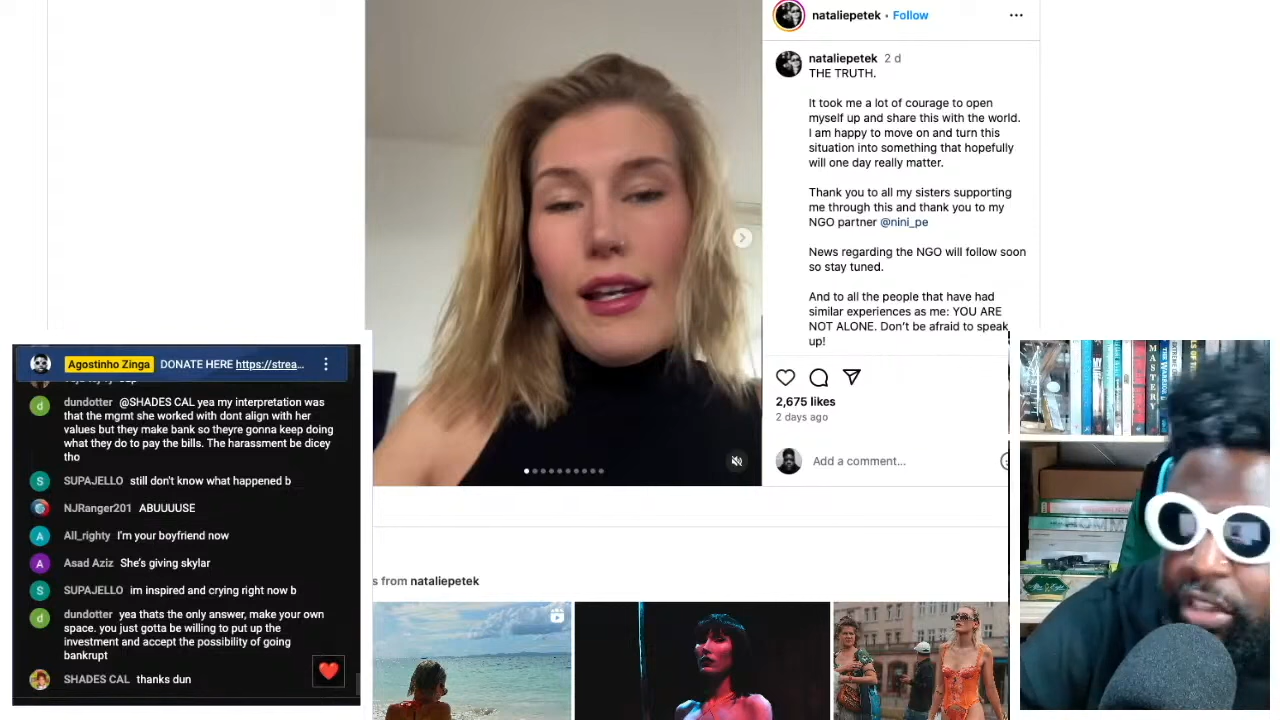 nataliepetek • Follow
nataliepetek 2 d
THE TRUTH.
It took me a lot of courage to open
myself up and share this with the world.
I am happy to move on and turn this
situation into something that hopefully
will one day really matter.
Thank you to all my sisters supporting
me through this and thank you to my
NGO partner @nini_pe
News regarding the NGO will follow soon
so stay tuned.
And to all the people that have had
similar experiences as me: YOU ARE
NOT ALONE. Don't be afraid to speak
up!
2,675 likes
2 days ago
Add a comment...
s from nataliepetek
Agostinho Zinga DONATE HERE https://strea...
dundotter @SHADES CAL yea my interpretation was
that the mgmt she worked with dont align with her
values but they make bank so theyre gonna keep doing
what they do to pay the bills. The harassment be dicey
tho
SUPAJELLO still don't know what happened b
NJRanger201 ABUUUUSE
All_righty I'm your boyfriend now
Asad Aziz She's giving skylar
SUPAJELLO im inspired and crying right now b
dundotter yea thats the only answer, make your own
space. you just gotta be willing to put up the
investment and accept the possibility of going
bankrupt
SHADES CAL thanks dun
MASTERY